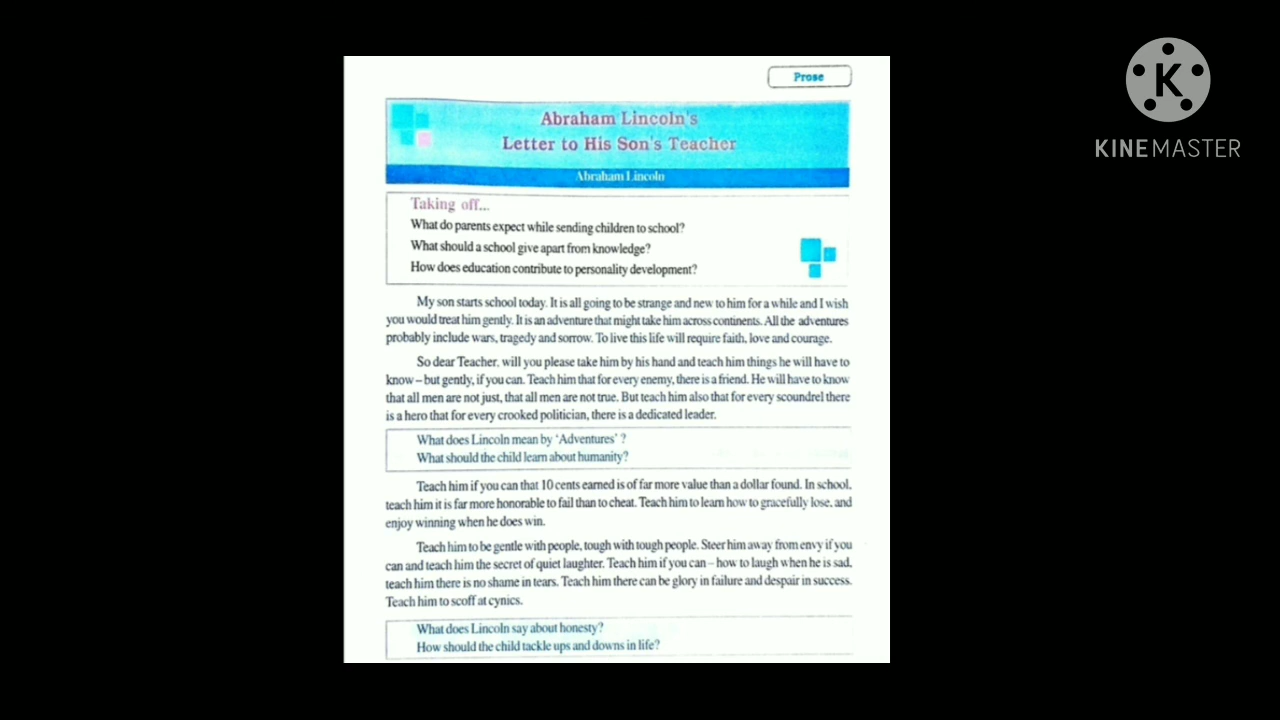 Prose
Abraham Lincoln's
Letter to His Son's Teacher
Abraham Lincoln
Taking off...
What do parents expect while sending children to school?
What should a school give apart from knowledge?
How does education contribute to personality development?
My son starts school today. It is all going to be strange and new to him for a while and I wish
you would treat him gently. It is an adventure that might take him across continents. All the adventures
probably include wars, tragedy and sorrow. To live this life will require faith, love and courage.
So dear Teacher, will you please take him by his hand and teach him things he will have to
know – but gently, if you can. Teach him that for every enemy, there is a friend. He will have to know
that all men are not just, that all men are not true. But teach him also that for every scoundrel there
is a hero that for every crooked politician, there is a dedicated leader.
What does Lincoln mean by 'Adventures' ?
What should the child learn about humanity?
Teach him if you can that 10 cents earned is of far more value than a dollar found. In school,
teach him it is far more honorable to fail than to cheat. Teach him to learn how to gracefully lose, and
enjoy winning when he does win.
Teach him to be gentle with people, tough with tough people. Steer him away from envy if you
can and teach him the secret of quiet laughter. Teach him if you can – how to laugh when he is sad,
teach him there is no shame in tears. Teach him there can be glory in failure and despair in success.
Teach him to scoff at cynics.
What does Lincoln say about honesty?
How should the child tackle ups and downs in life?
K
KINEMASTER